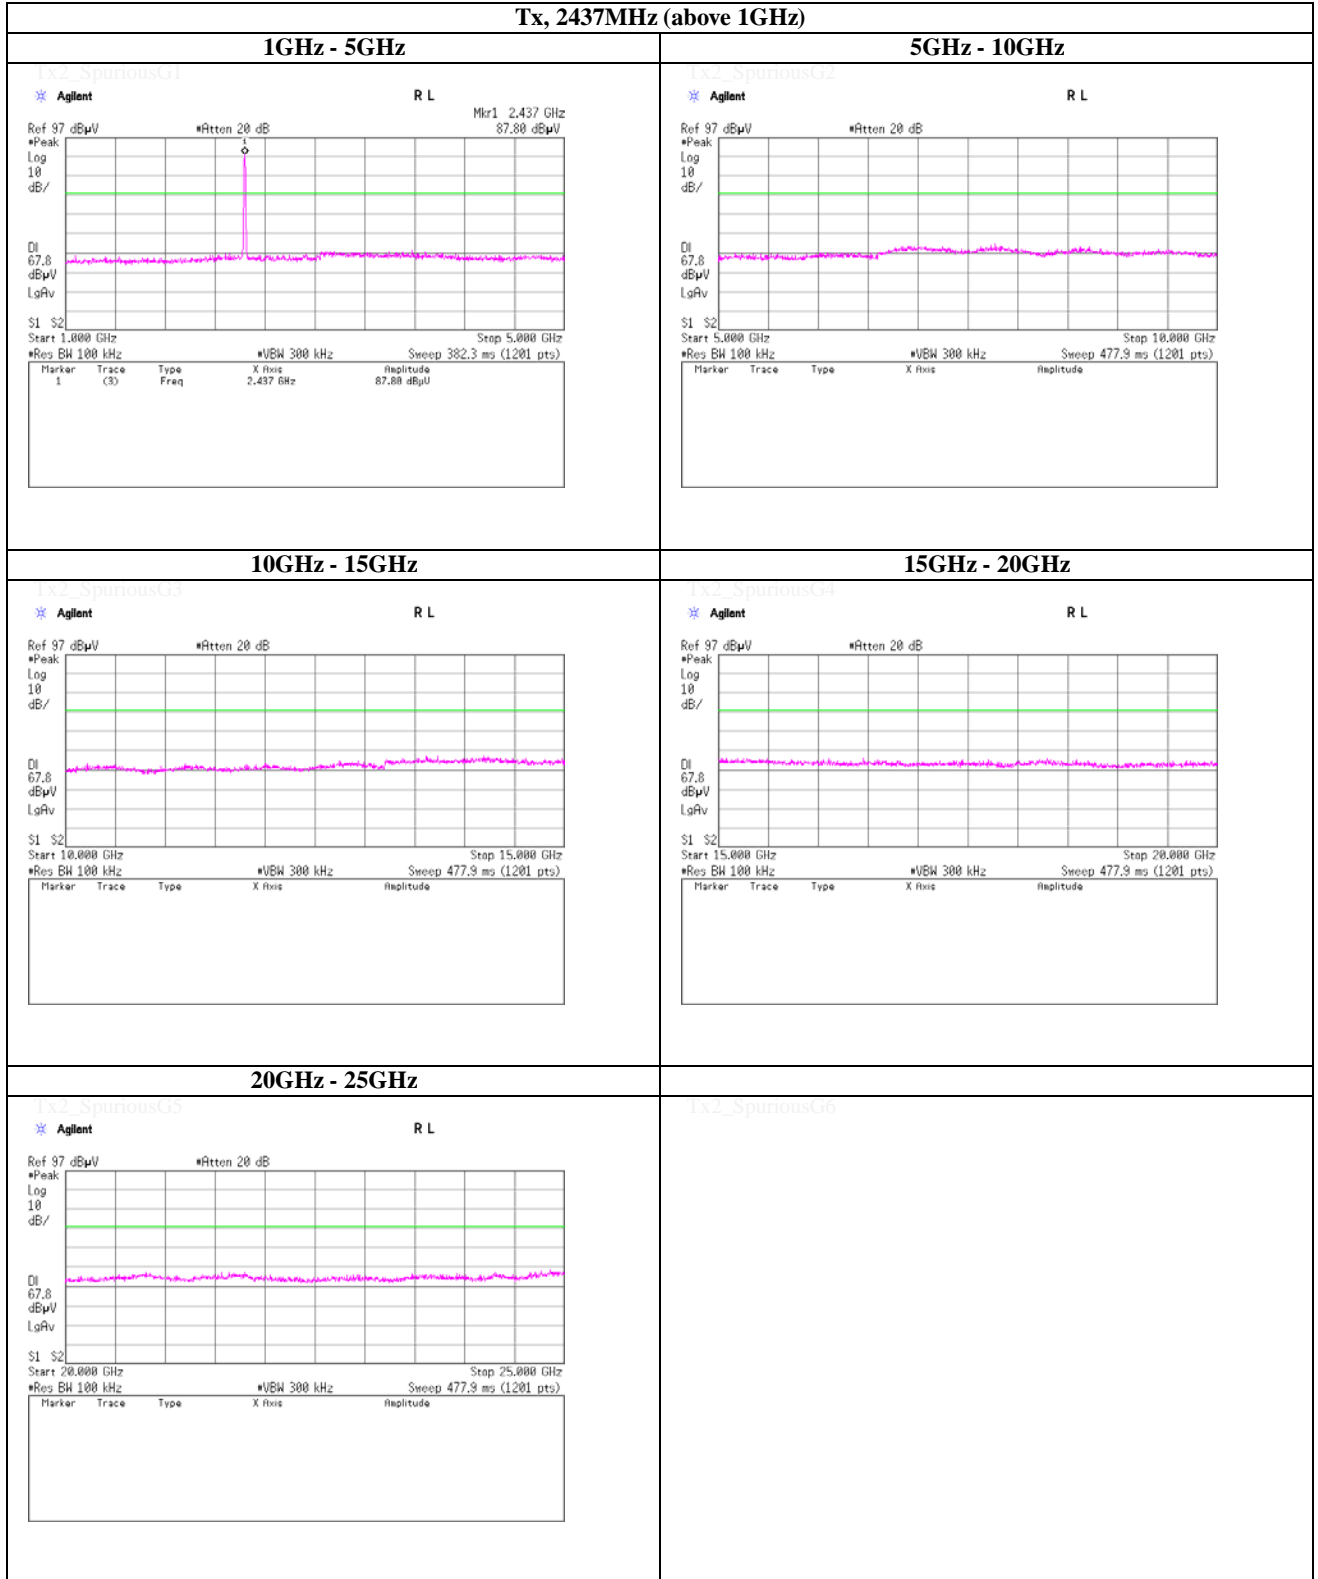 Tx, 2437MHz (above 1GHz)
1GHz - 5GHz
5GHz - 10GHz
Tx2_SpuriousG1
Agilent R L
Mkr1 2.437 GHz
Ref 97 dBµV #Atten 20 dB 87.80 dBµV
#Peak
1
Log
10
dB/
DI
67.8
dBµV
LgAv
S1 S2
Start 1.000 GHz Stop 5.000 GHz
#Res BW 100 kHz #VBW 300 kHz Sweep 382.3 ms (1201 pts)
Marker Trace Type X Axis Amplitude
1 (3) Freq 2.437 GHz 87.80 dBµV
Tx2_SpuriousG2
Agilent R L
Ref 97 dBµV #Atten 20 dB
#Peak
Log
10
dB/
DI
67.8
dBµV
LgAv
S1 S2
Start 5.000 GHz Stop 10.000 GHz
#Res BW 100 kHz #VBW 300 kHz Sweep 477.9 ms (1201 pts)
Marker Trace Type X Axis Amplitude
10GHz - 15GHz
15GHz - 20GHz
Tx2_SpuriousG3
Agilent R L
Ref 97 dBµV #Atten 20 dB
#Peak
Log
10
dB/
DI
67.8
dBµV
LgAv
S1 S2
Start 10.000 GHz Stop 15.000 GHz
#Res BW 100 kHz #VBW 300 kHz Sweep 477.9 ms (1201 pts)
Marker Trace Type X Axis Amplitude
Tx2_SpuriousG4
Agilent R L
Ref 97 dBµV #Atten 20 dB
#Peak
Log
10
dB/
DI
67.8
dBµV
LgAv
S1 S2
Start 15.000 GHz Stop 20.000 GHz
#Res BW 100 kHz #VBW 300 kHz Sweep 477.9 ms (1201 pts)
Marker Trace Type X Axis Amplitude
20GHz - 25GHz
Tx2_SpuriousG5
Agilent R L
Ref 97 dBµV #Atten 20 dB
#Peak
Log
10
dB/
DI
67.8
dBµV
LgAv
S1 S2
Start 20.000 GHz Stop 25.000 GHz
#Res BW 100 kHz #VBW 300 kHz Sweep 477.9 ms (1201 pts)
Marker Trace Type X Axis Amplitude
Tx2_SpuriousG6